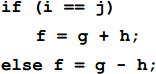 if (i == j)
f = g + h;
else f = g - h;